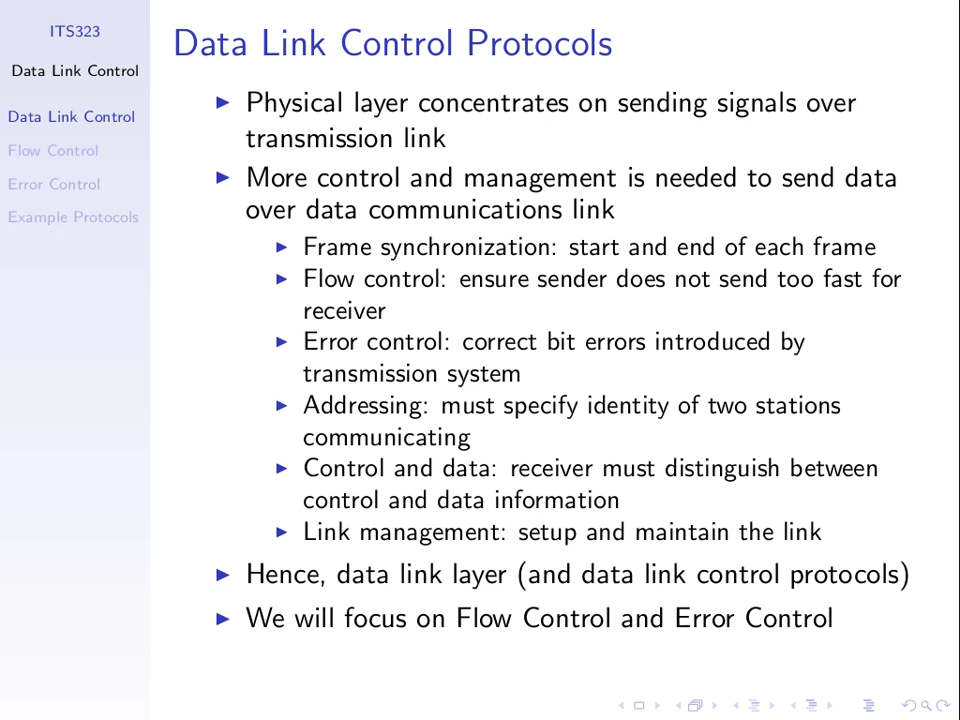 ITS323
Data Link Control
Data Link Control
Flow Control
Error Control
Example Protocols
Data Link Control Protocols
Physical layer concentrates on sending signals over
transmission link
More control and management is needed to send data
over data communications link
Frame synchronization: start and end of each frame
Flow control: ensure sender does not send too fast for
receiver
Error control: correct bit errors introduced by
transmission system
Addressing: must specify identity of two stations
communicating
Control and data: receiver must distinguish between
control and data information
Link management: setup and maintain the link
Hence, data link layer (and data link control protocols)
We will focus on Flow Control and Error Control